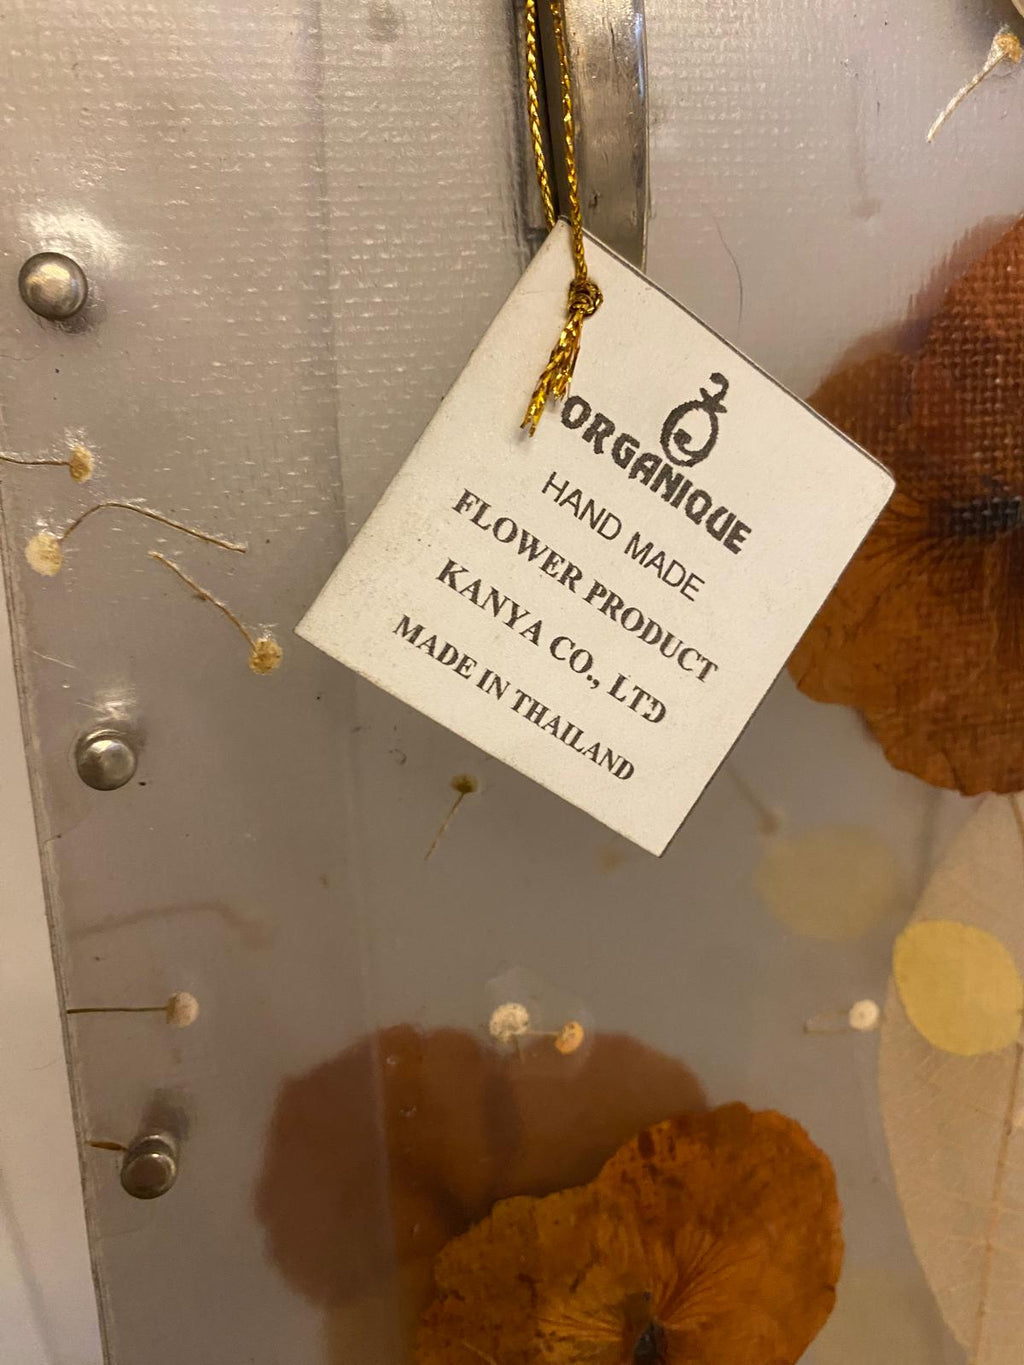 ORGANIQUE
HAND MADE
FLOWER PRODUCT
KANYA CO., LTD
MADE IN THAILAND